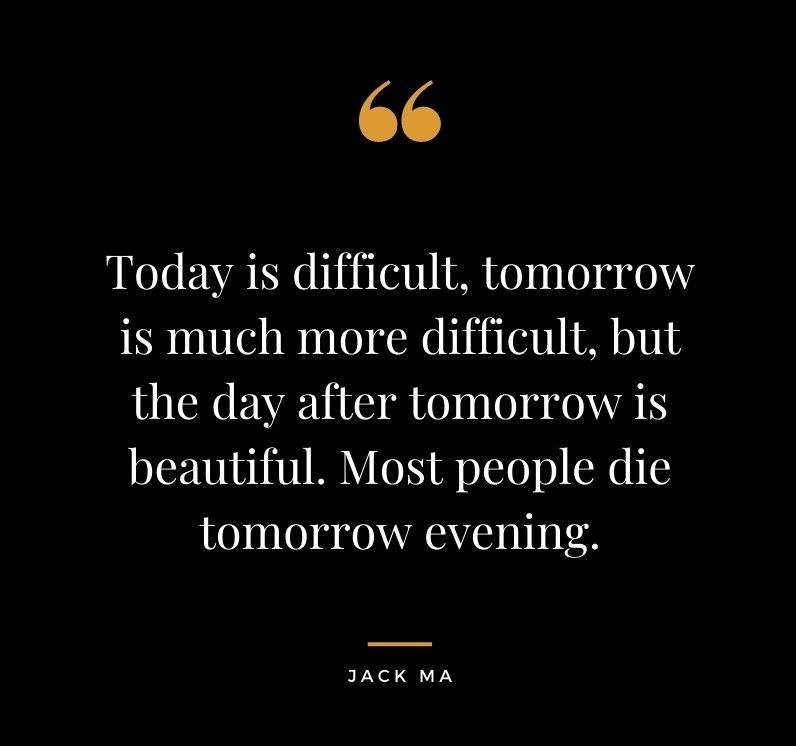 “
Today is difficult, tomorrow
is much more difficult, but
the day after tomorrow is
beautiful. Most people die
tomorrow evening.
JACK MA